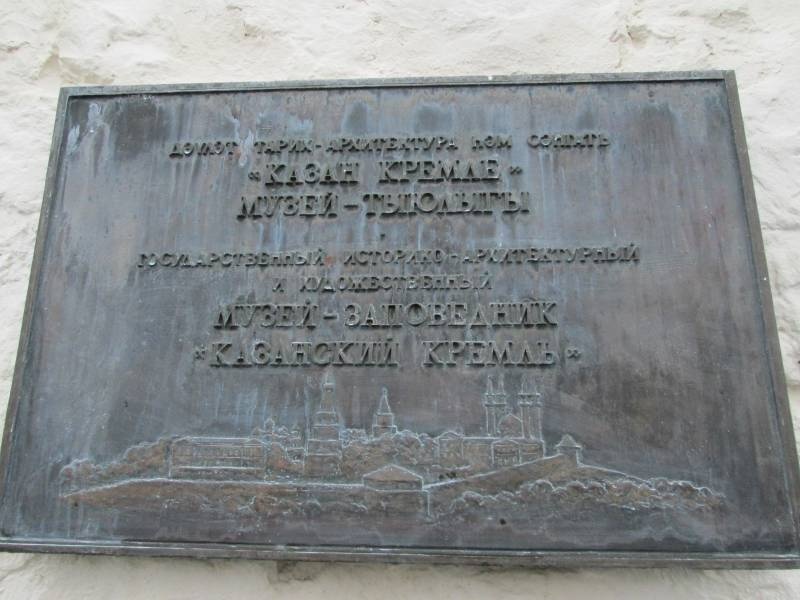 ДӘҮЛӘТ ТАРИХ-АРХИТЕКТУРА ҺӘМ СӘНГАТЬ
«КАЗАН КРЕМЛЕ»
МУЗЕЙ-ТЫЮЛЫГЫ
ГОСУДАРСТВЕННЫЙ ИСТОРИКО-АРХИТЕКТУРНЫЙ
И ХУДОЖЕСТВЕННЫЙ
МУЗЕЙ-ЗАПОВЕДНИК
«КАЗАНСКИЙ КРЕМЛЬ»